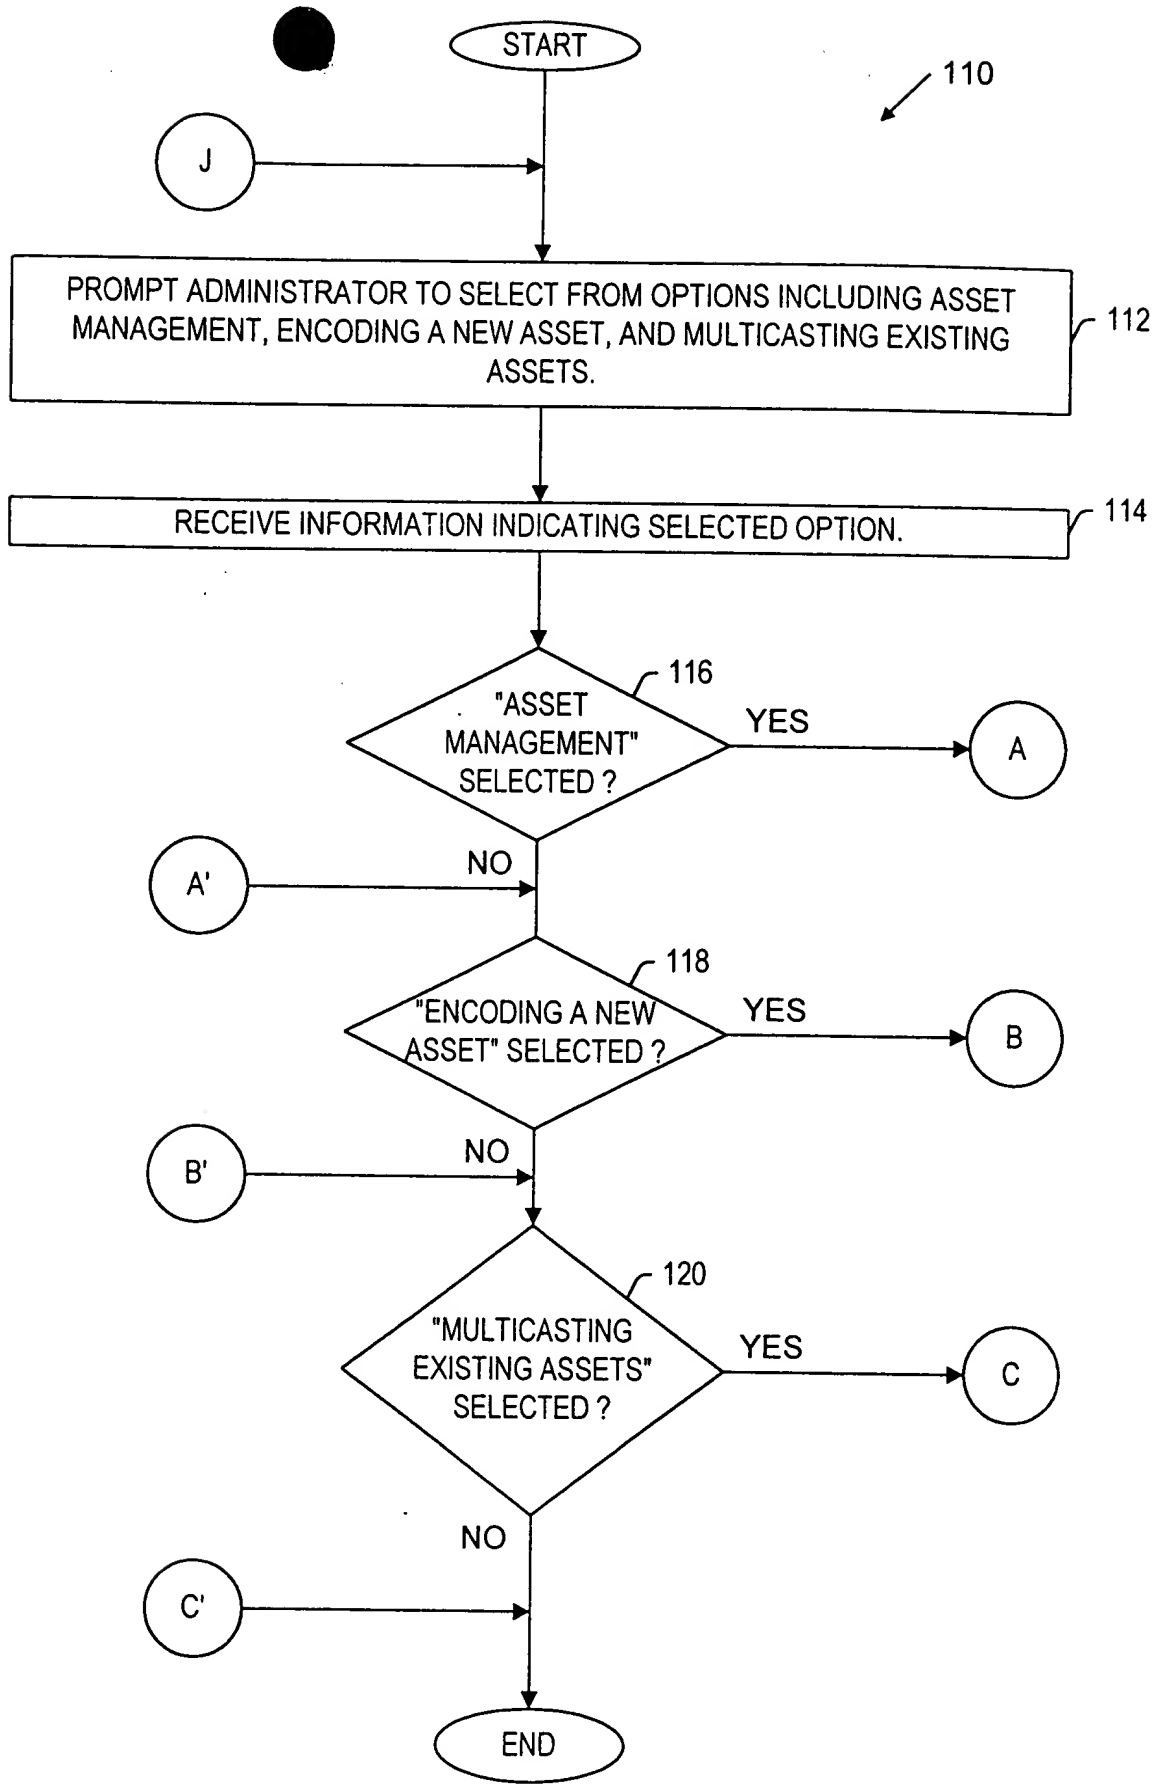 START
110
J
PROMPT ADMINISTRATOR TO SELECT FROM OPTIONS INCLUDING ASSET
MANAGEMENT, ENCODING A NEW ASSET, AND MULTICASTING EXISTING
ASSETS.
112
RECEIVE INFORMATION INDICATING SELECTED OPTION.
114
116
"ASSET
MANAGEMENT"
SELECTED ?
YES
A
NO
A'
118
"ENCODING A NEW
ASSET" SELECTED ?
YES
B
NO
B'
120
"MULTICASTING
EXISTING ASSETS"
SELECTED ?
YES
C
NO
C'
END